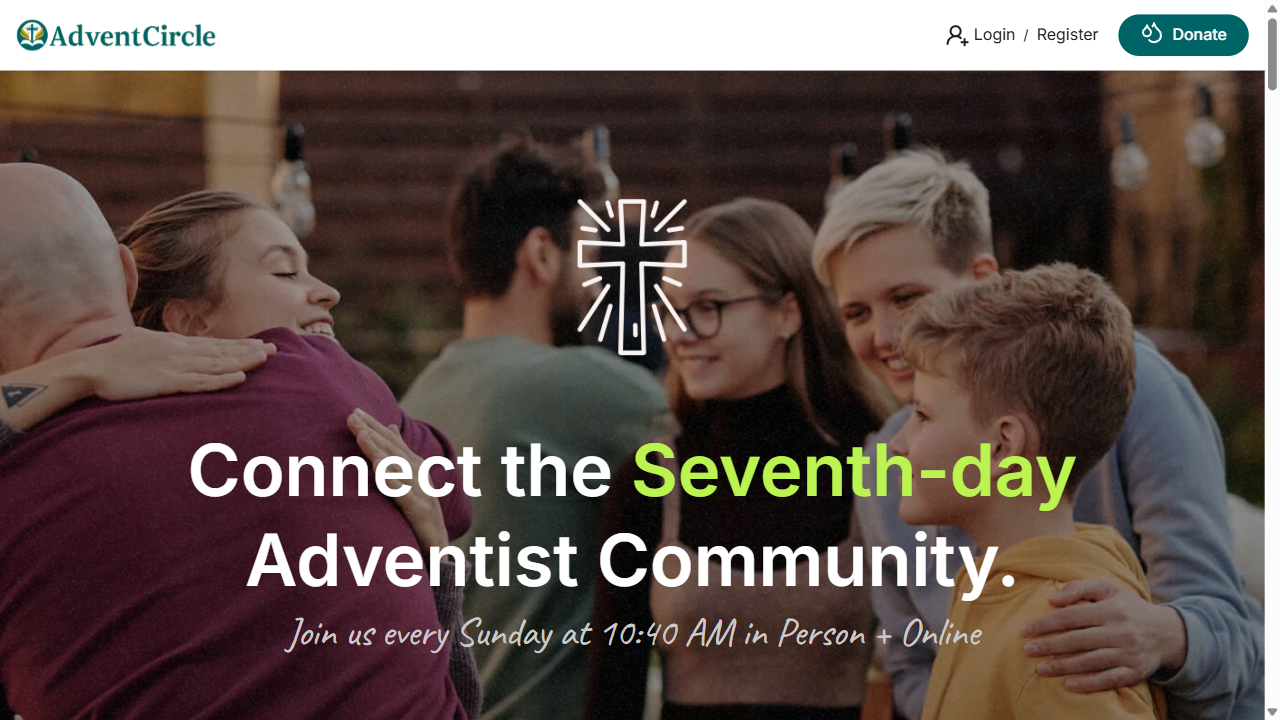 AdventCircle
Login / Register
Donate
Connect the Seventh-day
Adventist Community.
Join us every Sunday at 10:40 AM in Person + Online